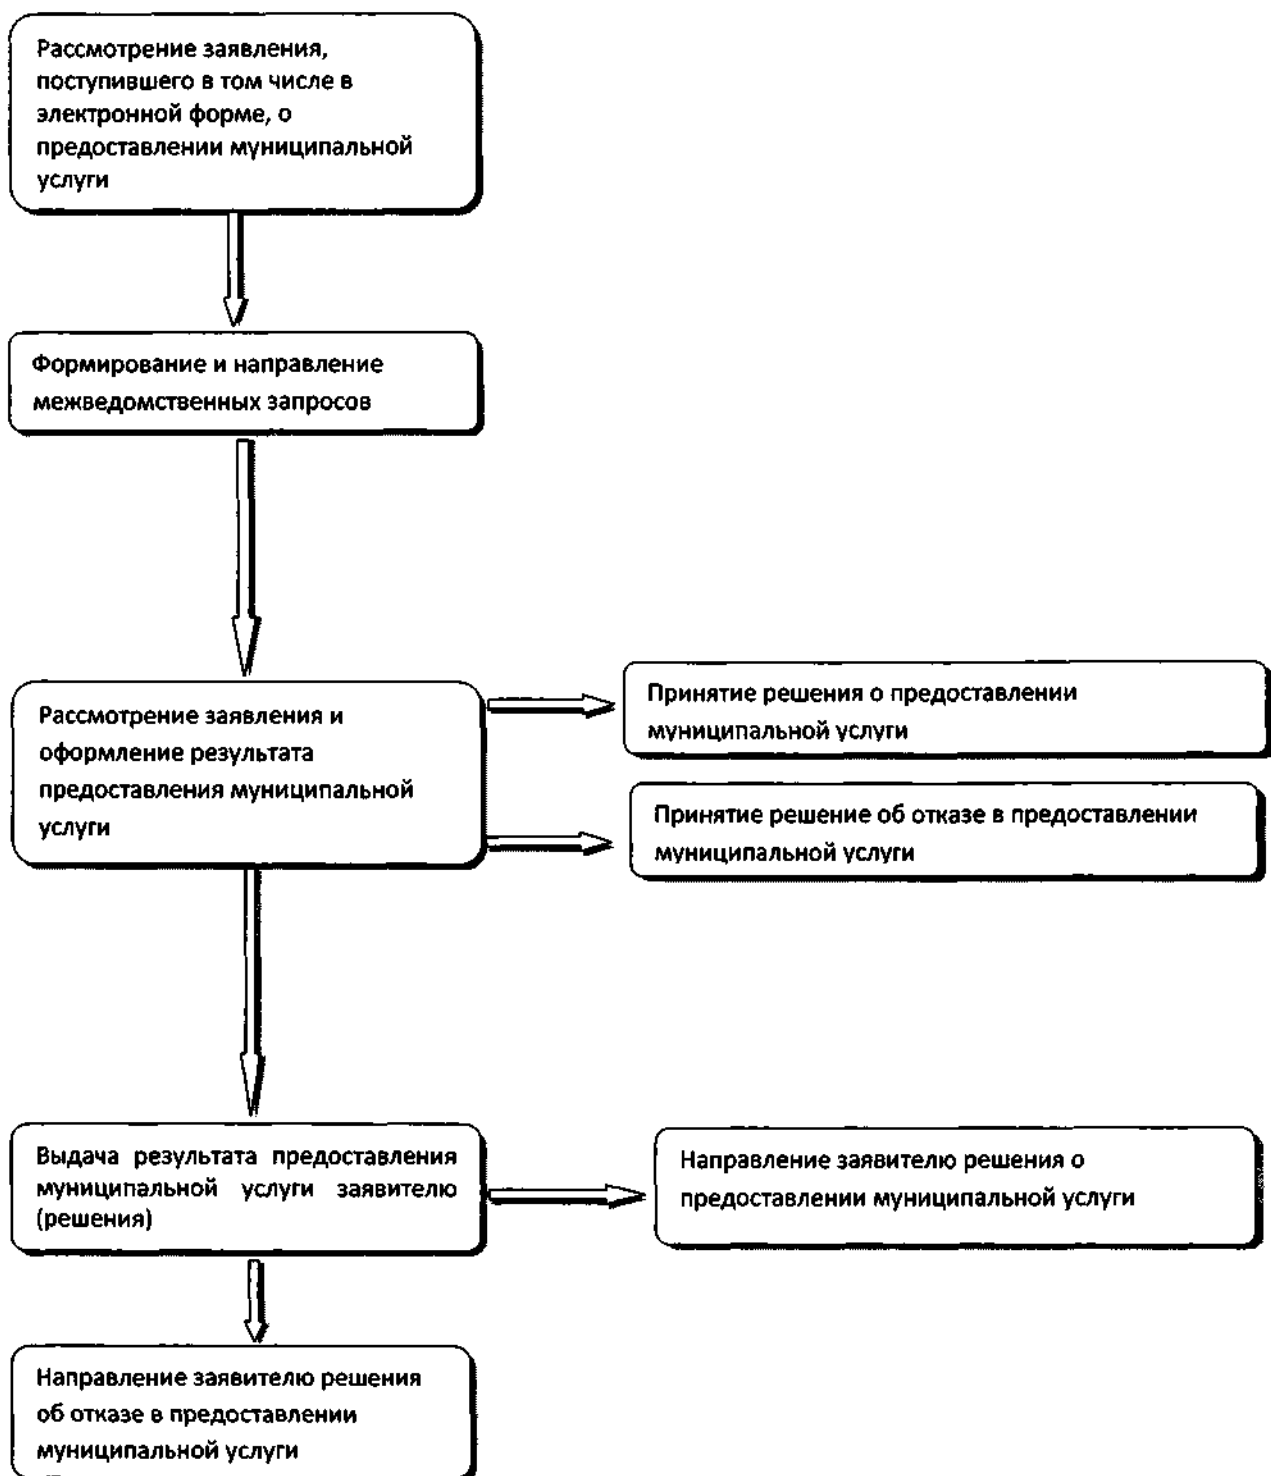 Рассмотрение заявления,
поступившего в том числе в
электронной форме, о
предоставлении муниципальной
услуги
Формирование и направление
межведомственных запросов
Рассмотрение заявления и
оформление результата
предоставления муниципальной
услуги
Принятие решения о предоставлении
муниципальной услуги
Принятие решение об отказе в предоставлении
муниципальной услуги
Выдача результата предоставления
муниципальной услуги заявителю
(решения)
Направление заявителю решения о
предоставлении муниципальной услуги
Направление заявителю решения
об отказе в предоставлении
муниципальной услуги